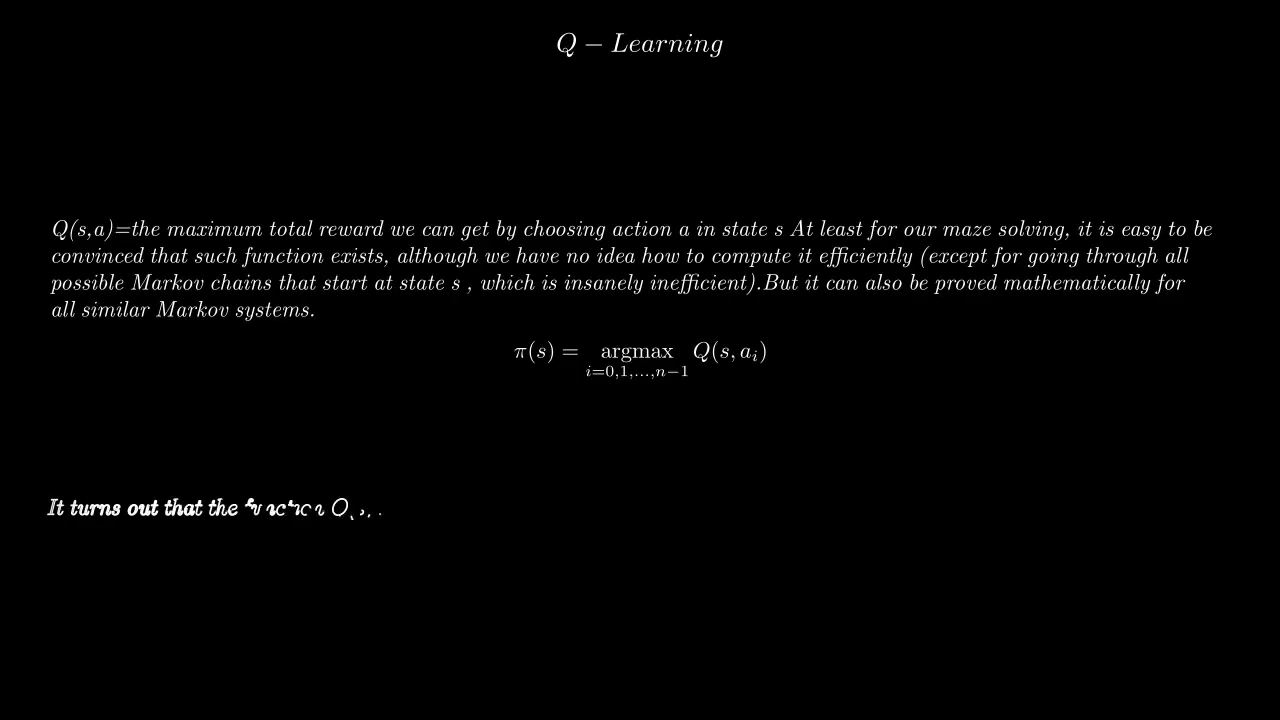 Q – Learning
Q(s,a)=the maximum total reward we can get by choosing action a in state s At least for our maze solving, it is easy to be
convinced that such function exists, although we have no idea how to compute it efficiently (except for going through all
possible Markov chains that start at state s , which is insanely inefficient).But it can also be proved mathematically for
all similar Markov systems.
π(s) = argmax Q(s, aᵢ)
i=0,1,...,n−1
It turns out that the